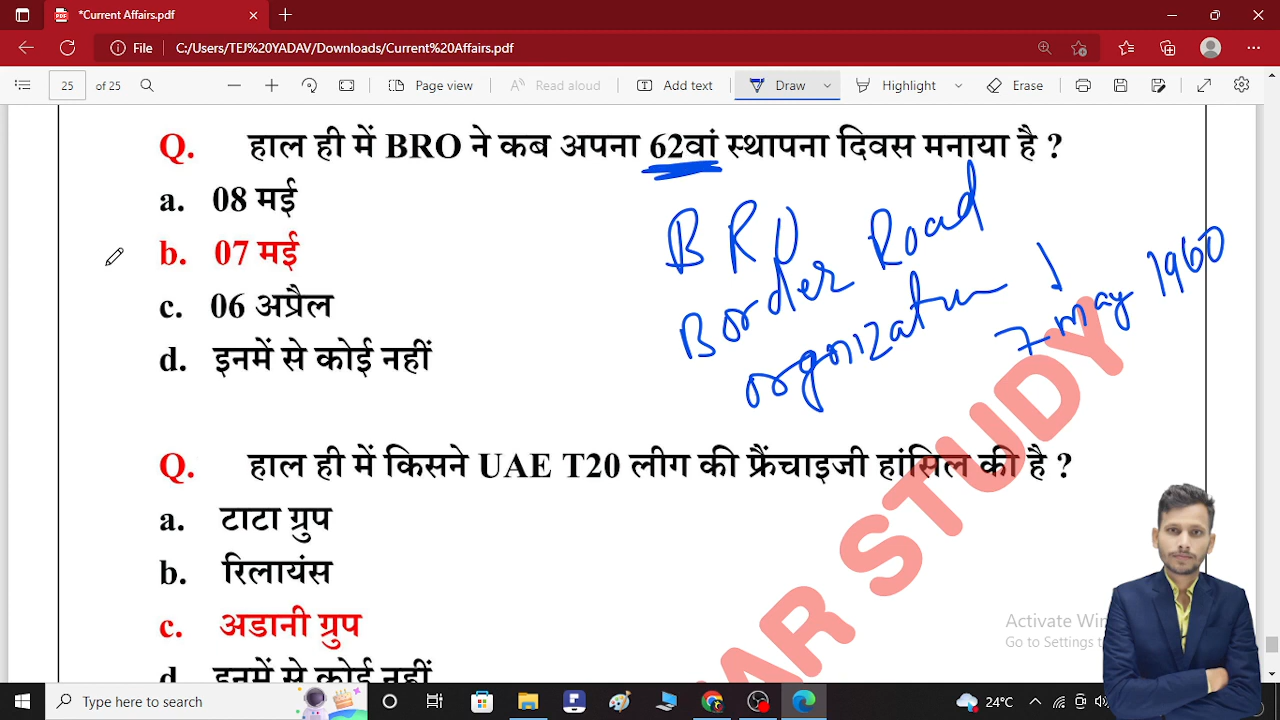 *Current Affairs.pdf
File C:/Users/TEJ%20YADAV/Downloads/Current%20Affairs.pdf
25 of 25 Page view Read aloud Add text Draw Highlight Erase
Q. हाल ही में BRO ने कब अपना 62वां स्थापना दिवस मनाया है ?
a. 08 मई
b. 07 मई
c. 06 अप्रैल
d. इनमें से कोई नहीं
BRO
Border Road
7 may 1960
Q. हाल ही में किसने UAE T20 लीग की फ्रैंचाइजी हांसिल की है ?
a. टाटा ग्रुप
b. रिलायंस
c. अडानी ग्रुप
d. इनमें से कोई नहीं
AR STUDY
Activate Win
Go to Settings t
Type here to search
24°C